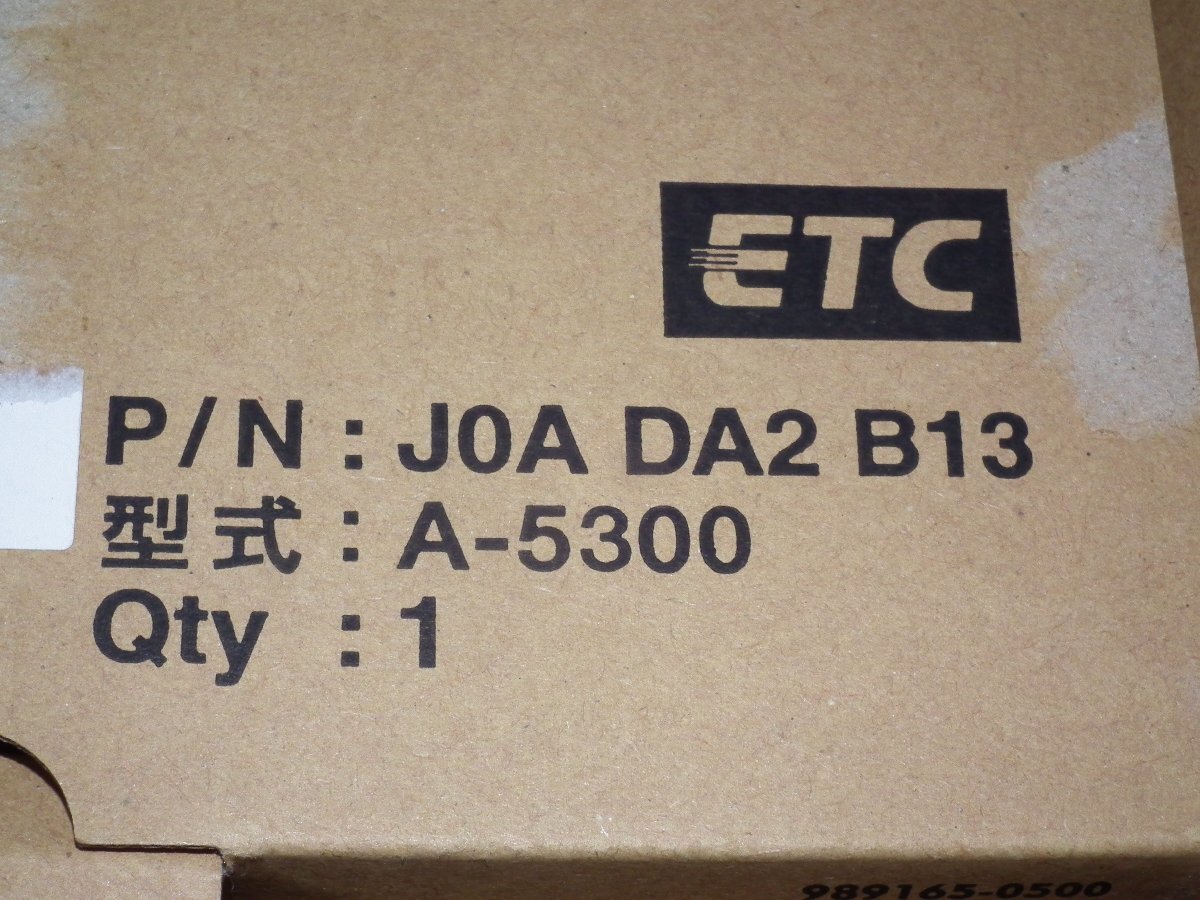 ETC
P/N : J0A DA2 B13
型式 : A-5300
Qty : 1
989165-0500